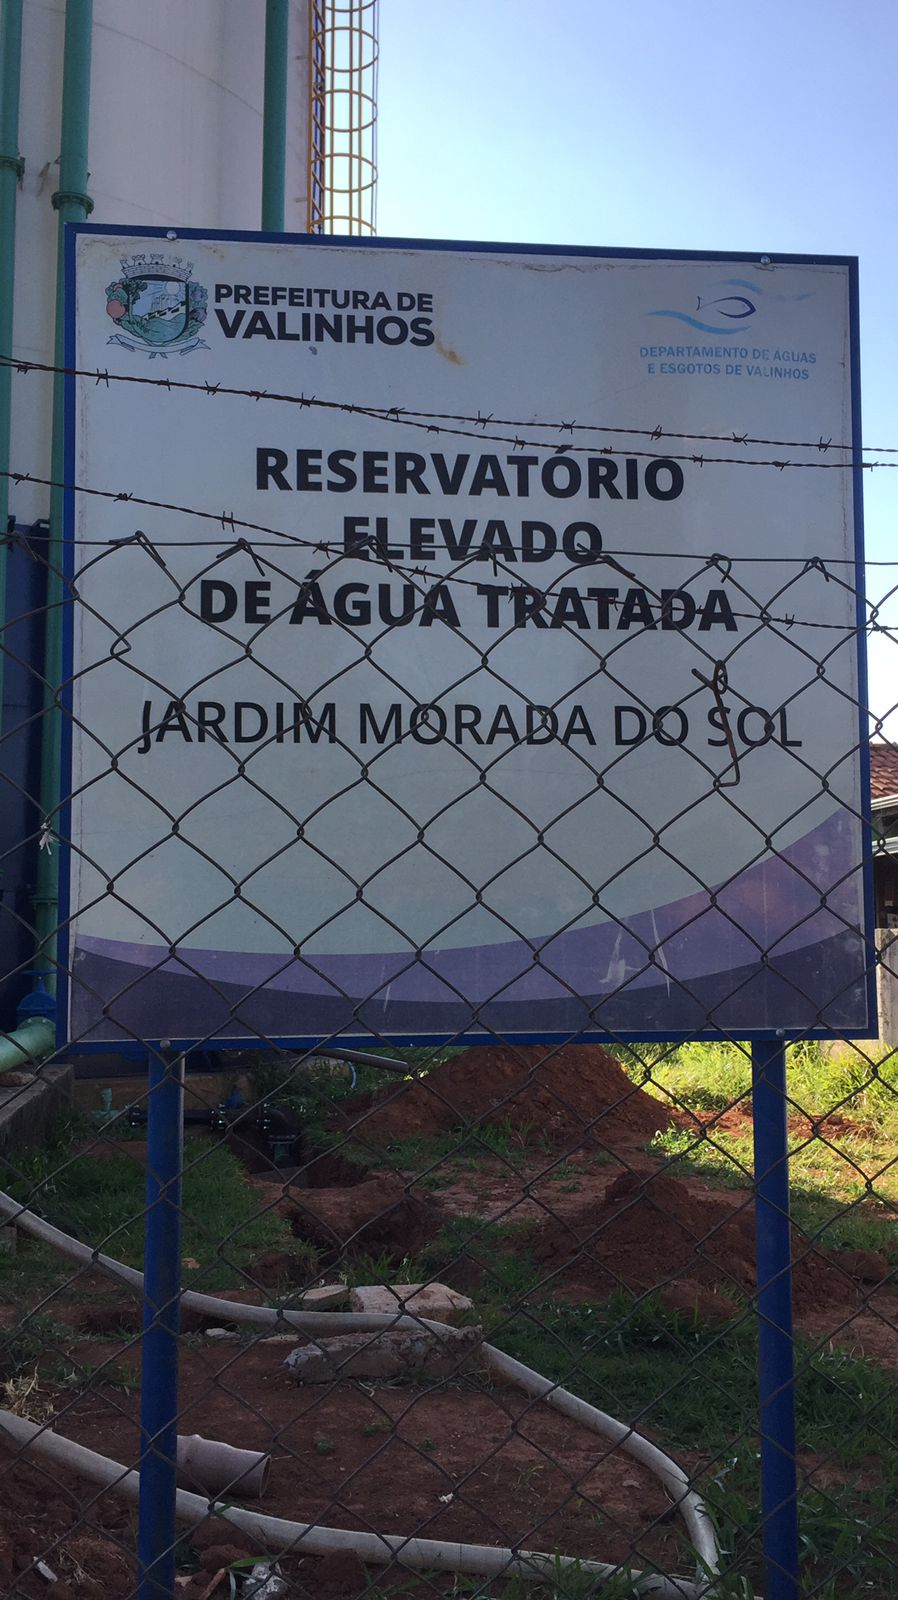 PREFEITURA DE
VALINHOS
DEPARTAMENTO DE ÁGUAS
E ESGOTOS DE VALINHOS
RESERVATÓRIO
ELEVADO
DE ÁGUA TRATADA
JARDIM MORADA DO SOL